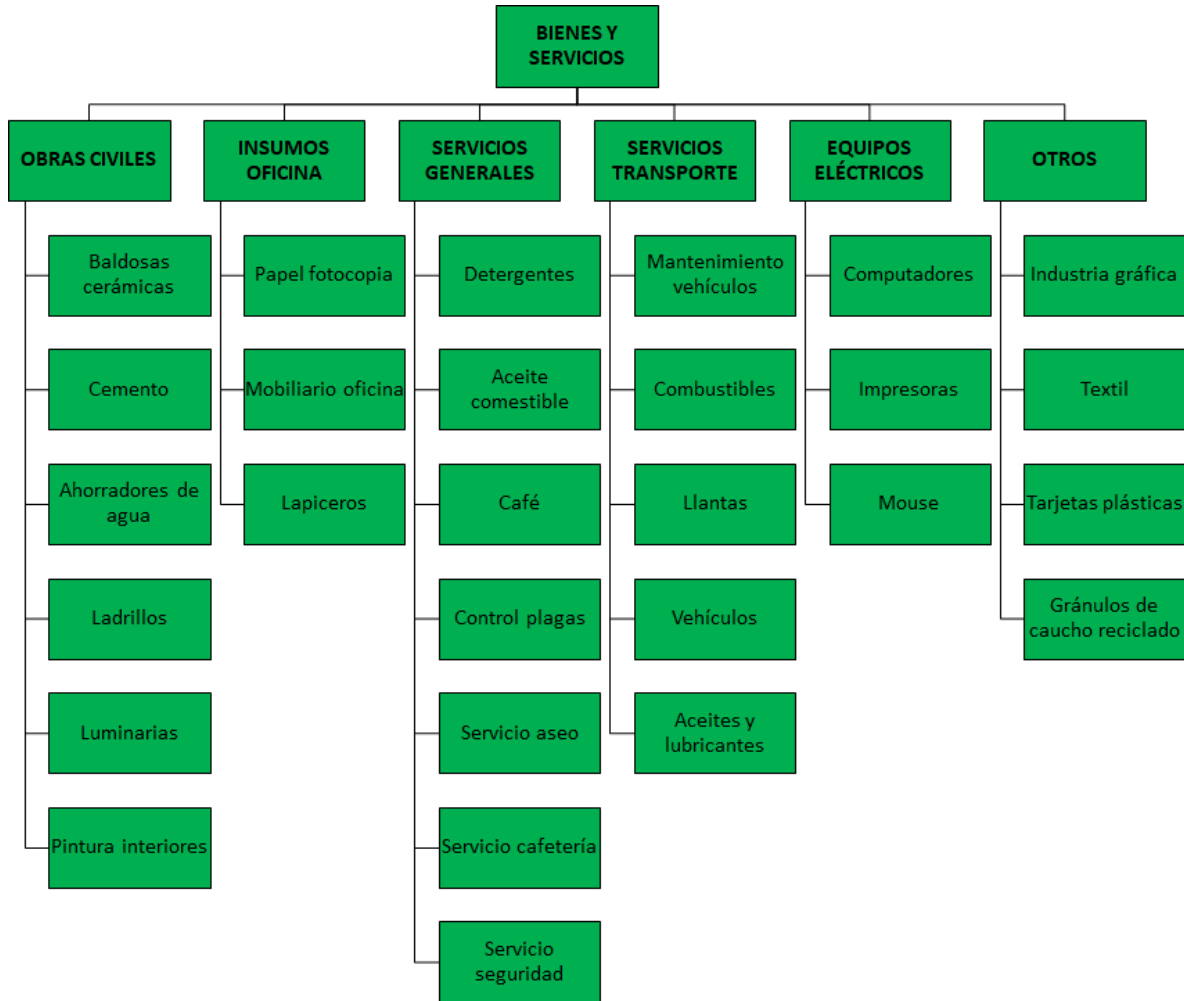 BIENES Y
SERVICIOS
OBRAS CIVILES
INSUMOS
OFICINA
SERVICIOS
GENERALES
SERVICIOS
TRANSPORTE
EQUIPOS
ELÉCTRICOS
OTROS
Baldosas
cerámicas
Cemento
Ahorradores de
agua
Ladrillos
Luminarias
Pintura interiores
Papel fotocopia
Mobiliario oficina
Lapiceros
Detergentes
Aceite
comestible
Café
Control plagas
Servicio aseo
Servicio cafetería
Servicio
seguridad
Mantenimiento
vehículos
Combustibles
Llantas
Vehículos
Aceites y
lubricantes
Computadores
Impresoras
Mouse
Industria gráfica
Textil
Tarjetas plásticas
Gránulos de
caucho reciclado